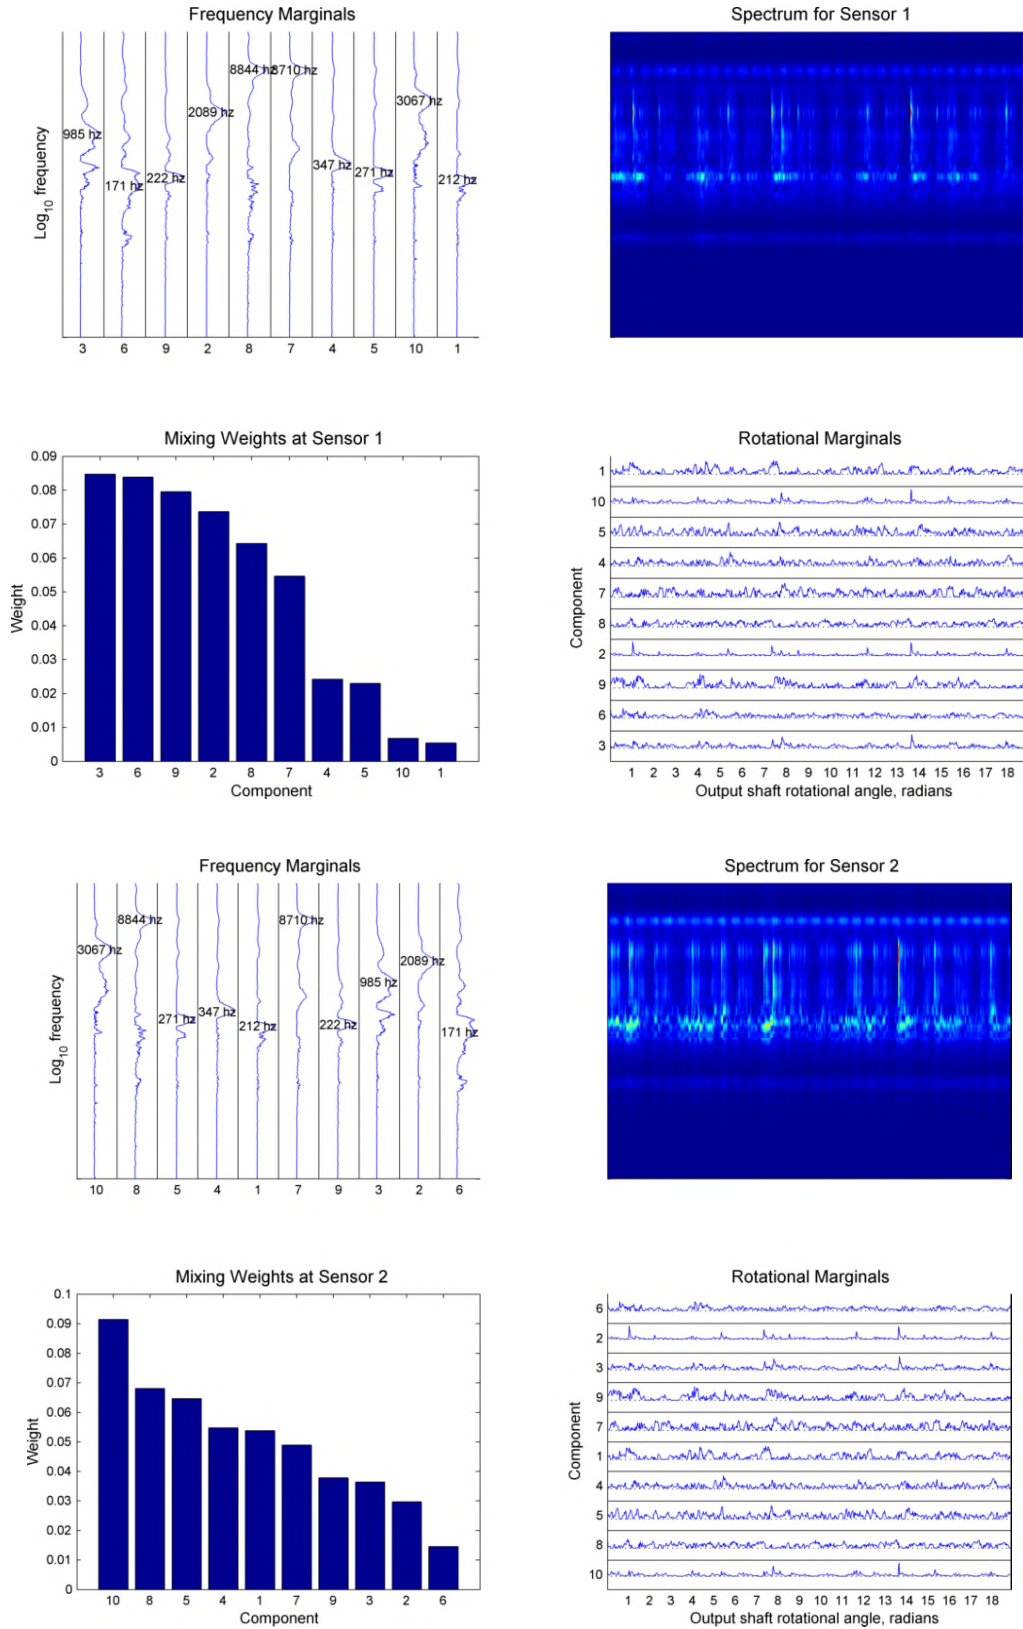 Frequency Marginals
Spectrum for Sensor 1
8844 hz
8710 hz
3067 hz
2089 hz
985 hz
347 hz
271 hz
222 hz
171 hz
212 hz
Log10 frequency
3 6 9 2 8 7 4 5 10 1
Mixing Weights at Sensor 1
0.09
0.08
0.07
0.06
0.05
0.04
0.03
0.02
0.01
0
Weight
3 6 9 2 8 7 4 5 10 1
Component
Rotational Marginals
1
10
5
4
7
8
2
9
6
3
Component
1 2 3 4 5 6 7 8 9 10 11 12 13 14 15 16 17 18
Output shaft rotational angle, radians
Frequency Marginals
Spectrum for Sensor 2
8844 hz
8710 hz
3067 hz
2089 hz
985 hz
347 hz
271 hz
212 hz
222 hz
171 hz
Log10 frequency
10 8 5 4 1 7 9 3 2 6
Mixing Weights at Sensor 2
0.1
0.09
0.08
0.07
0.06
0.05
0.04
0.03
0.02
0.01
0
Weight
10 8 5 4 1 7 9 3 2 6
Component
Rotational Marginals
6
2
3
9
7
1
4
5
8
10
Component
1 2 3 4 5 6 7 8 9 10 11 12 13 14 15 16 17 18
Output shaft rotational angle, radians